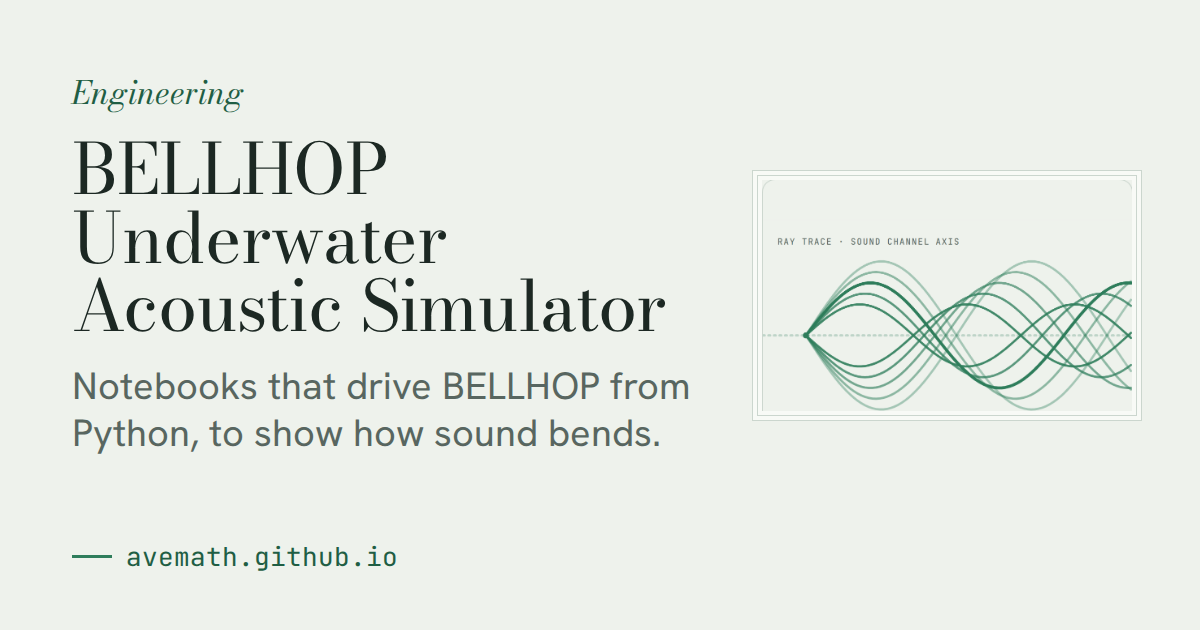 Engineering
BELLHOP
Underwater
Acoustic Simulator
Notebooks that drive BELLHOP from
Python, to show how sound bends.
RAY TRACE · SOUND CHANNEL AXIS
avemath.github.io